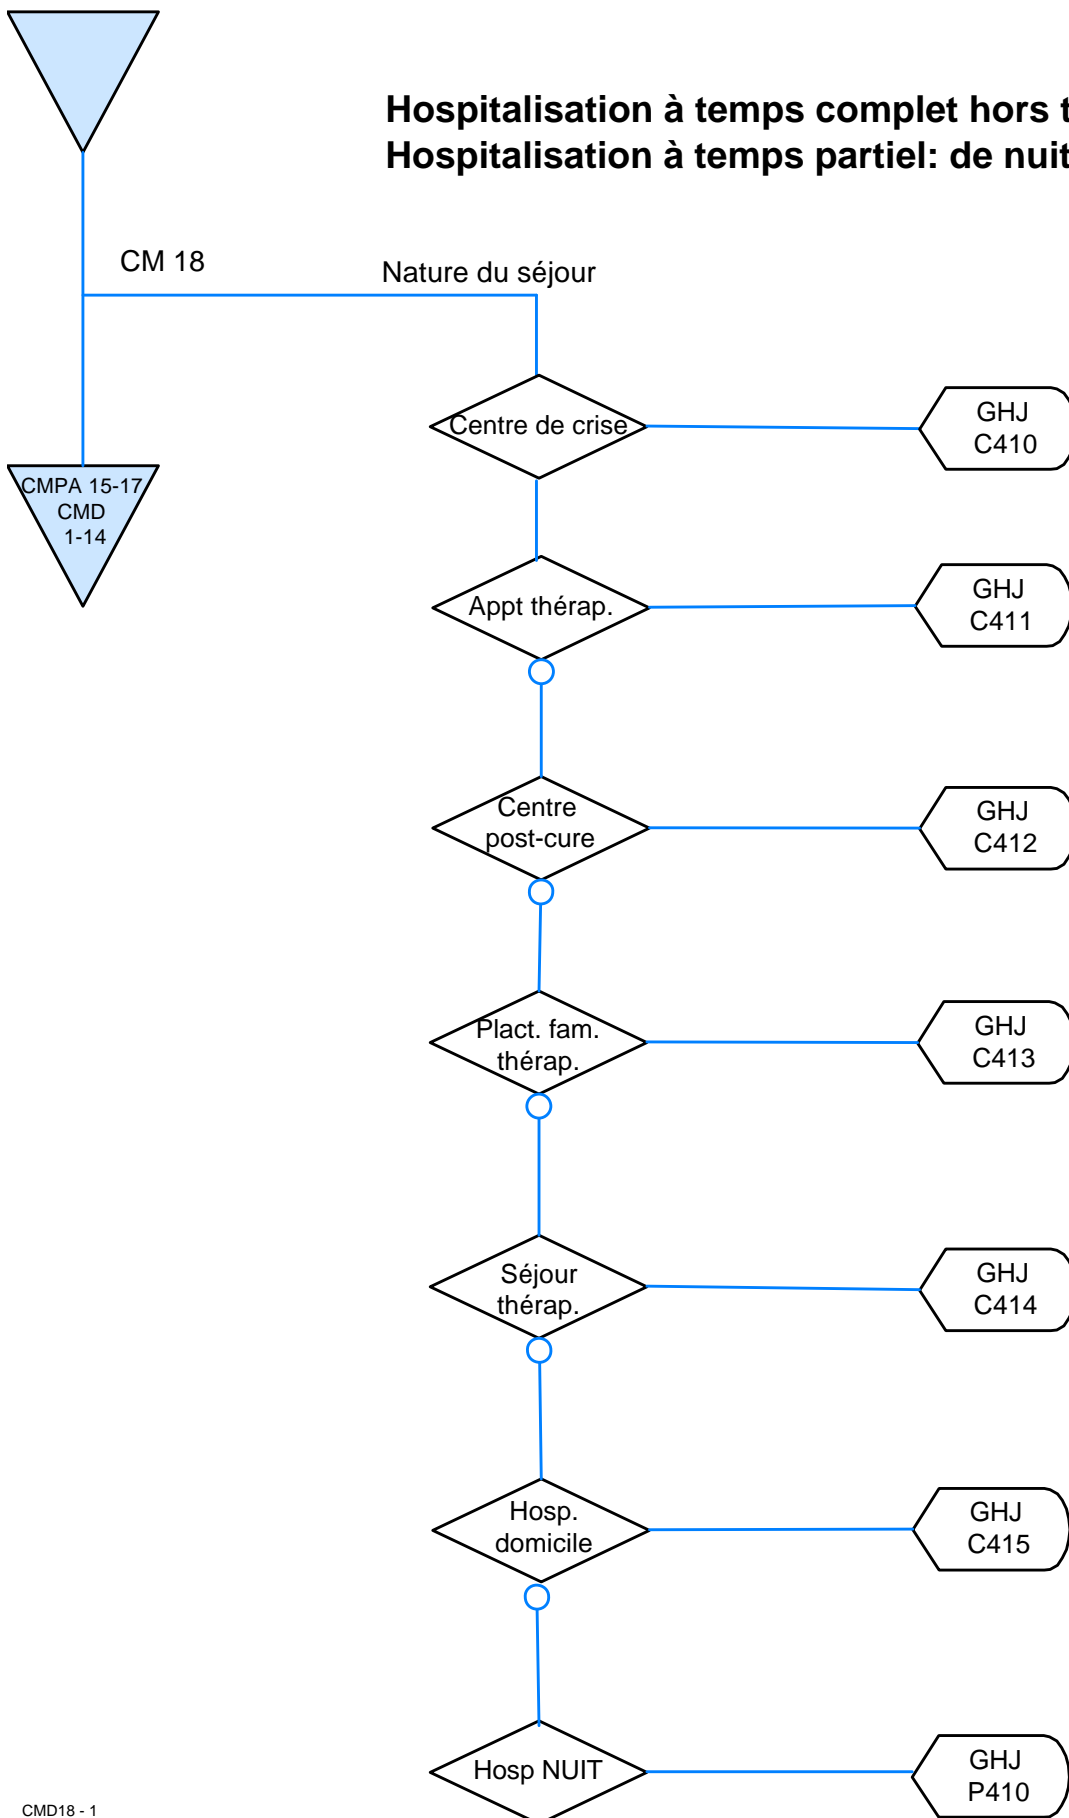 Hospitalisation à temps complet hors t
Hospitalisation à temps partiel: de nuit
CM 18
Nature du séjour
Centre de crise
GHJ
C410
CMPA 15-17
CMD
1-14
Appt thérap.
GHJ
C411
Centre
post-cure
GHJ
C412
Plact. fam.
thérap.
GHJ
C413
Séjour
thérap.
GHJ
C414
Hosp.
domicile
GHJ
C415
Hosp NUIT
GHJ
P410
CMD18 - 1